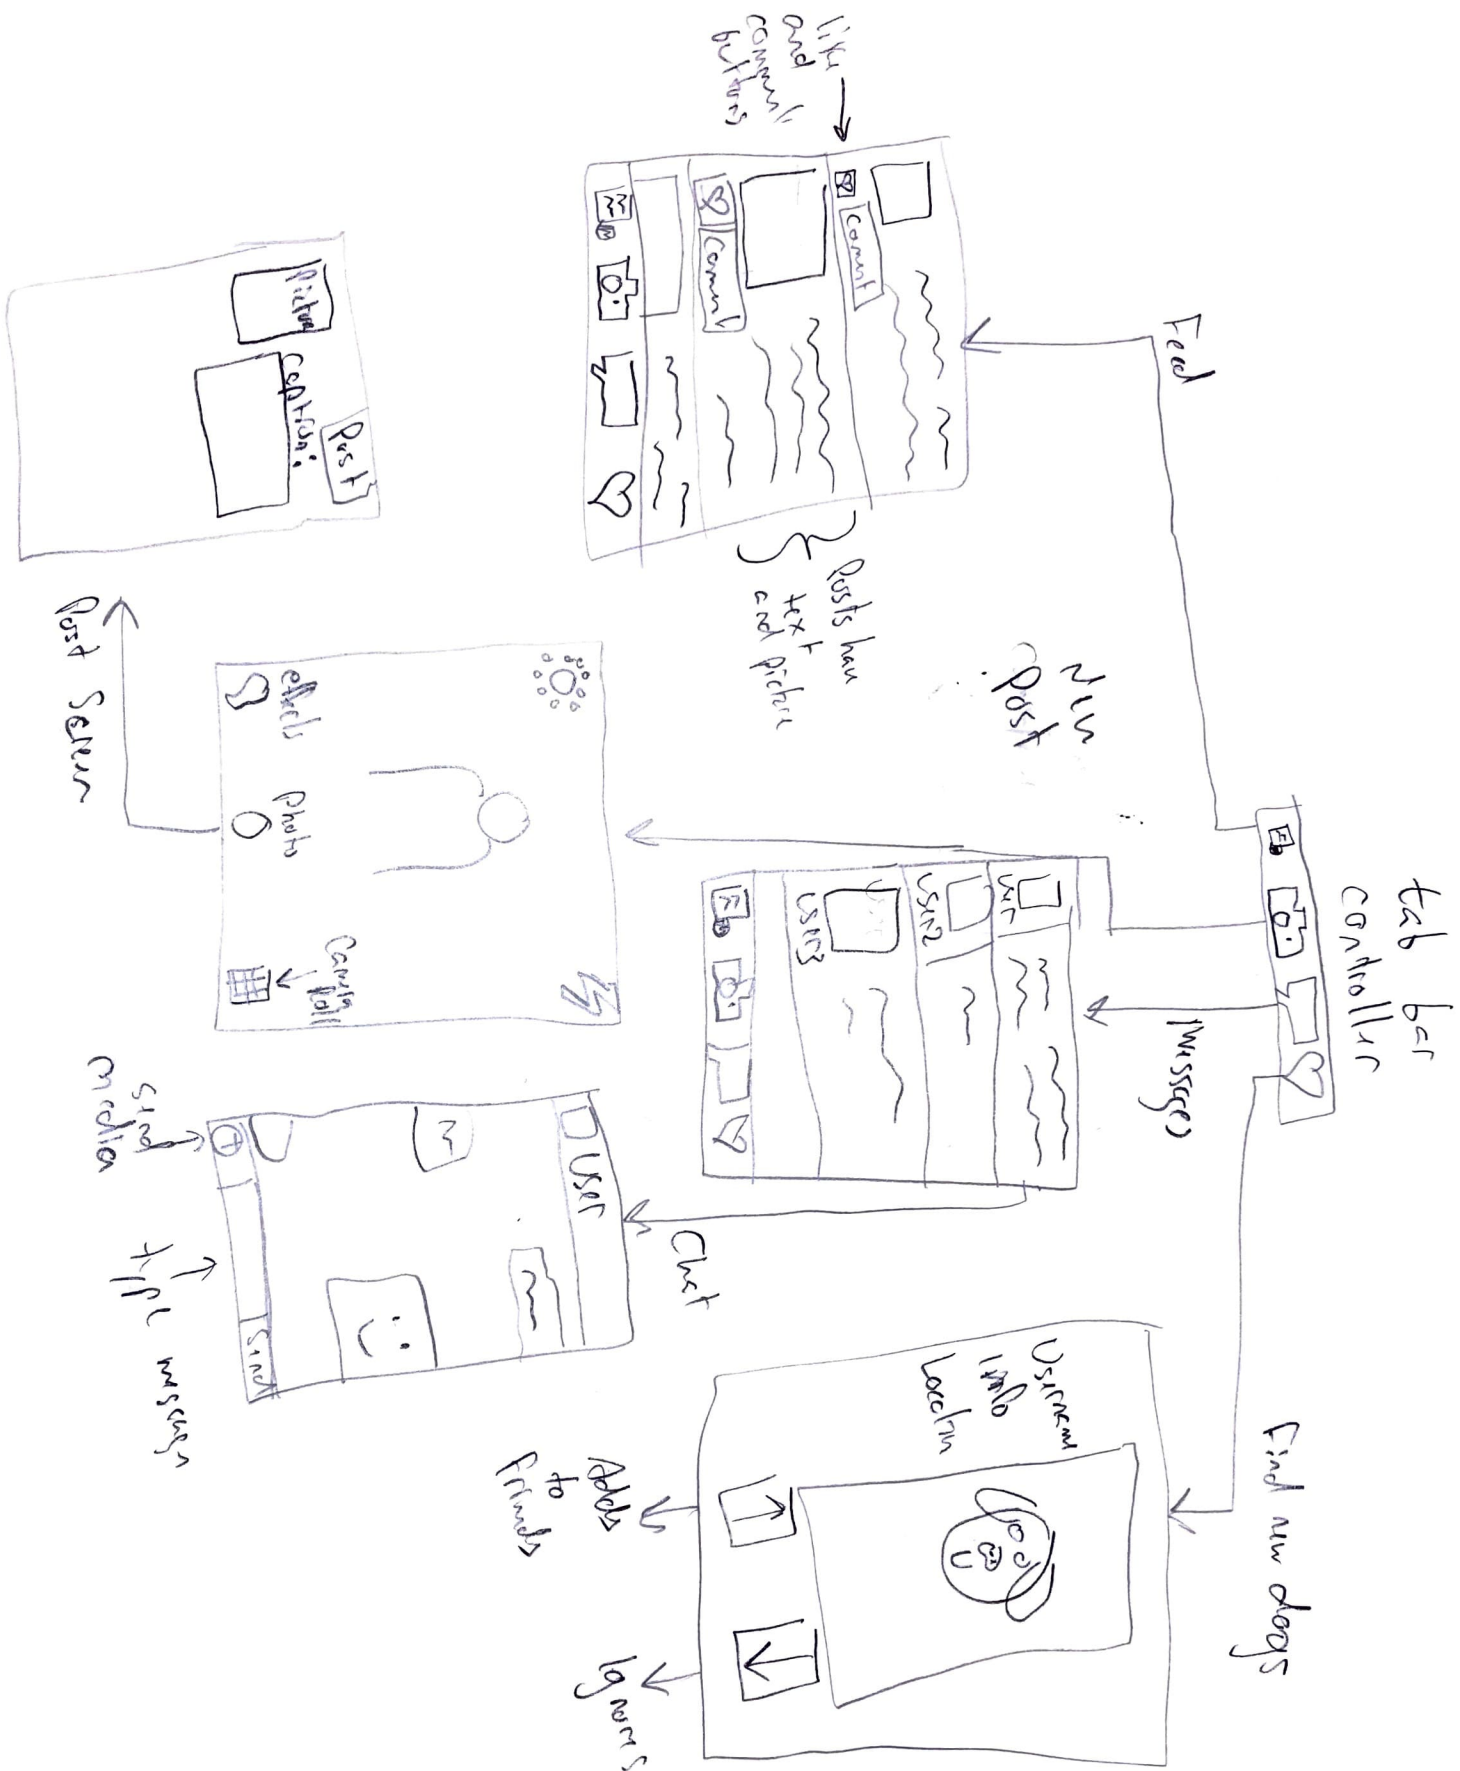 tab bar
controller
Feed
New
Post
Messages
Find new dogs
like
and
comment
buttons
Comment
Comment
Posts have
text
and picture
User
User2
User3
Username
Info
Location
Adds
to
Friends
Ignores
Chat
User
Send
send
media
type message
effects
Photo
Camera
Roll
Post Screen
Post
Picture
Caption: